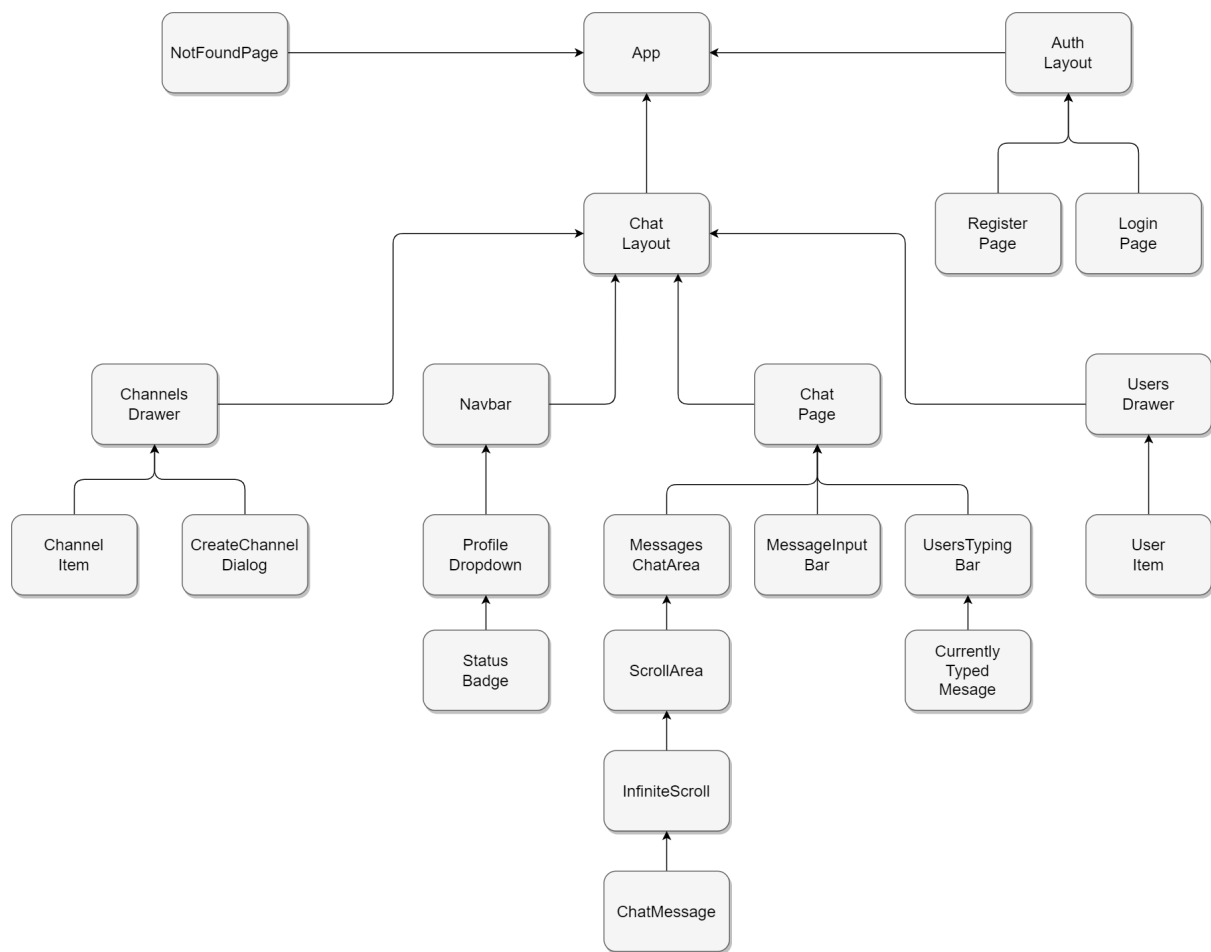 NotFoundPage
App
Auth
Layout
Chat
Layout
Register
Page
Login
Page
Channels
Drawer
Navbar
Chat
Page
Users
Drawer
Channel
Item
CreateChannel
Dialog
Profile
Dropdown
Messages
ChatArea
MessageInput
Bar
UsersTyping
Bar
User
Item
Status
Badge
ScrollArea
Currently
Typed
Mesage
InfiniteScroll
ChatMessage